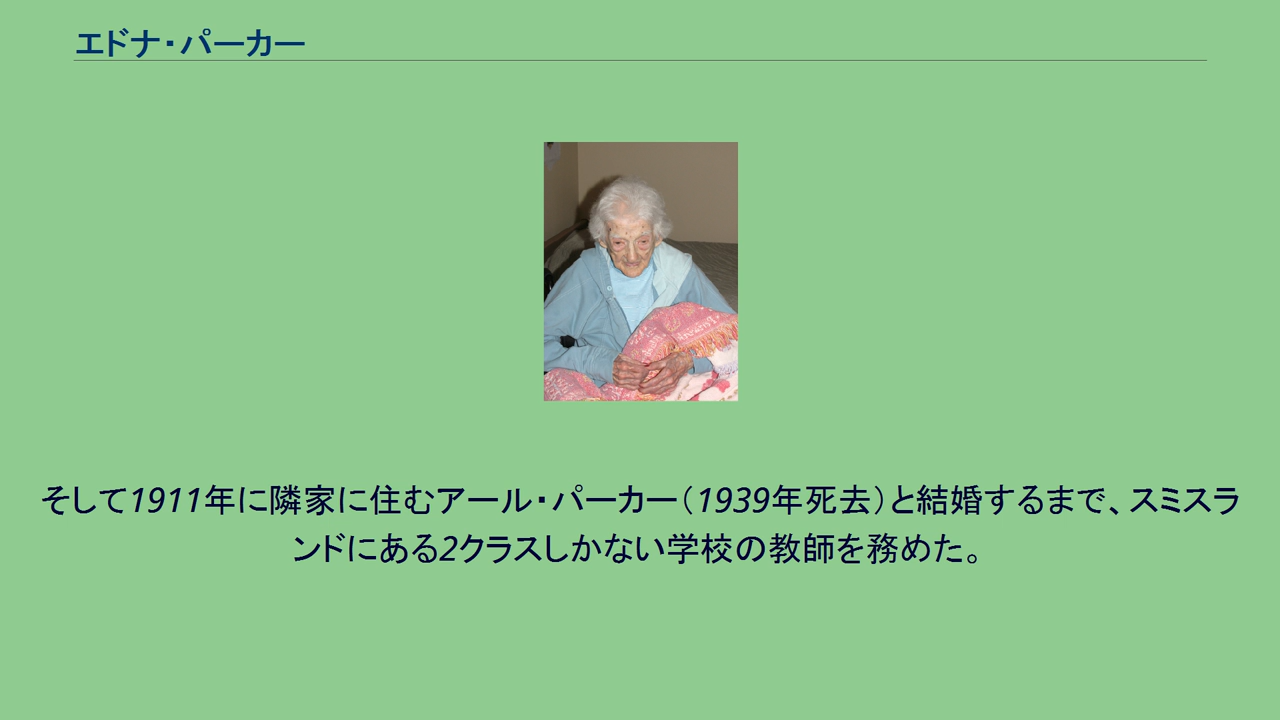 エドナ・パーカー
そして1911年に隣家に住むアール・パーカー（1939年死去）と結婚するまで、スミスラ
ンドにある2クラスしかない学校の教師を務めた。